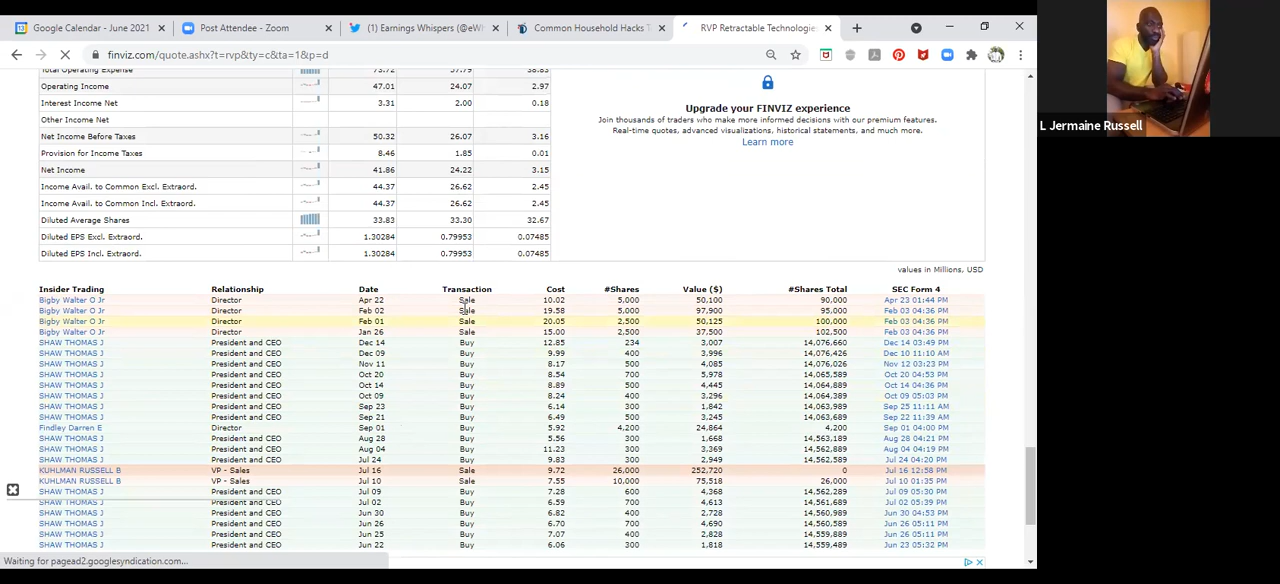 Google Calendar - June 2021
Post Attendee - Zoom
(1) Earnings Whispers (@eWh
Common Household Hacks T
RVP Retractable Technologie
finviz.com/quote.ashx?t=rvp&ty=c&ta=1&p=d
L Jermaine Russell
Total Operating Expense 73.72 57.79 38.83
Operating Income 47.01 24.07 2.97
Interest Income Net 3.31 2.00 0.18
Other Income Net
Net Income Before Taxes 50.32 26.07 3.16
Provision for Income Taxes 8.46 1.85 0.01
Net Income 41.86 24.22 3.15
Income Avail. to Common Excl. Extraord. 44.37 26.62 2.45
Income Avail. to Common Incl. Extraord. 44.37 26.62 2.45
Diluted Average Shares 33.83 33.30 32.67
Diluted EPS Excl. Extraord. 1.30284 0.79953 0.07485
Diluted EPS Incl. Extraord. 1.30284 0.79953 0.07485
Upgrade your FINVIZ experience
Join thousands of traders who make more informed decisions with our premium features.
Real-time quotes, advanced visualizations, historical statements, and much more.
Learn more
values in Millions, USD
Insider Trading Relationship Date Transaction Cost #Shares Value ($) #Shares Total SEC Form 4
Bigby Walter O Jr Director Apr 22 Sale 10.02 5,000 50,100 90,000 Apr 23 01:44 PM
Bigby Walter O Jr Director Feb 02 Sale 19.58 5,000 97,900 95,000 Feb 03 04:36 PM
Bigby Walter O Jr Director Feb 01 Sale 20.05 2,500 50,125 100,000 Feb 03 04:36 PM
Bigby Walter O Jr Director Jan 26 Sale 15.00 2,500 37,500 102,500 Feb 03 04:36 PM
SHAW THOMAS J President and CEO Dec 14 Buy 12.85 234 3,007 14,076,660 Dec 14 03:49 PM
SHAW THOMAS J President and CEO Dec 09 Buy 9.99 400 3,996 14,076,426 Dec 10 11:10 AM
SHAW THOMAS J President and CEO Nov 11 Buy 8.17 500 4,085 14,076,026 Nov 12 03:23 PM
SHAW THOMAS J President and CEO Oct 20 Buy 8.54 700 5,978 14,065,589 Oct 20 04:53 PM
SHAW THOMAS J President and CEO Oct 14 Buy 8.89 500 4,445 14,064,889 Oct 14 04:36 PM
SHAW THOMAS J President and CEO Oct 09 Buy 8.24 400 3,296 14,064,389 Oct 09 05:03 PM
SHAW THOMAS J President and CEO Sep 23 Buy 6.14 300 1,842 14,063,989 Sep 25 11:11 AM
SHAW THOMAS J President and CEO Sep 21 Buy 6.49 500 3,245 14,063,689 Sep 22 11:39 AM
Findley Darren E Director Sep 01 Buy 5.92 4,200 24,864 4,200 Sep 01 04:00 PM
SHAW THOMAS J President and CEO Aug 28 Buy 5.56 300 1,668 14,563,189 Aug 28 04:21 PM
SHAW THOMAS J President and CEO Aug 04 Buy 11.23 300 3,369 14,562,889 Aug 04 04:19 PM
SHAW THOMAS J President and CEO Jul 24 Buy 9.83 300 2,949 14,562,589 Jul 24 04:20 PM
KUHLMAN RUSSELL B VP - Sales Jul 16 Sale 9.72 26,000 252,720 0 Jul 16 12:58 PM
KUHLMAN RUSSELL B VP - Sales Jul 10 Sale 7.55 10,000 75,518 26,000 Jul 10 01:35 PM
SHAW THOMAS J President and CEO Jul 09 Buy 7.28 600 4,368 14,562,289 Jul 09 05:30 PM
SHAW THOMAS J President and CEO Jul 02 Buy 6.59 700 4,613 14,561,689 Jul 02 04:38 PM
SHAW THOMAS J President and CEO Jun 30 Buy 6.82 400 2,728 14,560,989 Jun 30 04:53 PM
SHAW THOMAS J President and CEO Jun 26 Buy 6.70 700 4,690 14,560,589 Jun 26 05:11 PM
SHAW THOMAS J President and CEO Jun 25 Buy 7.07 400 2,828 14,559,889 Jun 26 05:11 PM
SHAW THOMAS J President and CEO Jun 22 Buy 6.06 300 1,818 14,559,489 Jun 23 05:32 PM
Waiting for pagead2.googlesyndication.com...